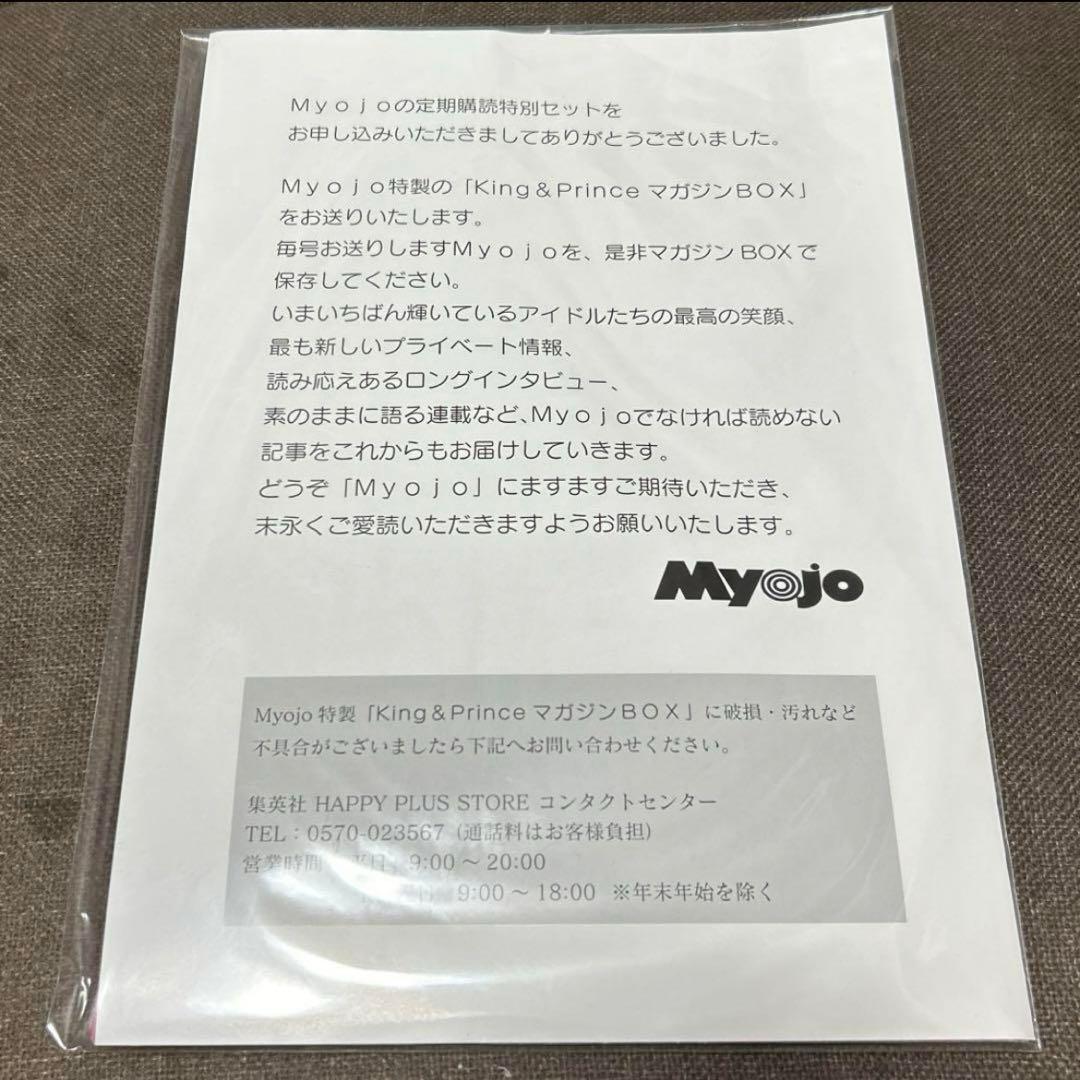 Ｍｙｏｊｏの定期購読特別セットを
お申し込みいただきましてありがとうございました。
Ｍｙｏｊｏ特製の「Ｋｉｎｇ＆Ｐｒｉｎｃｅ マガジンＢＯＸ」
をお送りいたします。
毎号お送りしますＭｙｏｊｏを、是非マガジン BOX で
保存してください。
いまいちばん輝いているアイドルたちの最高の笑顔、
最も新しいプライベート情報、
読み応えあるロングインタビュー、
素のままに語る連載など、Ｍｙｏｊｏでなければ読めない
記事をこれからもお届けしていきます。
どうぞ「Ｍｙｏｊｏ」にますますご期待いただき、
末永くご愛読いただきますようお願いいたします。
Myojo
Myojo 特製「Ｋｉｎｇ＆Ｐｒｉｎｃｅ マガジンＢＯＸ」に破損・汚れなど
不具合がございましたら下記へお問い合わせください。
集英社 HAPPY PLUS STORE コンタクトセンター
TEL：0570-023567（通話料はお客様負担）
営業時間 平日 9:00～20:00
9:00～18:00 ※年末年始を除く